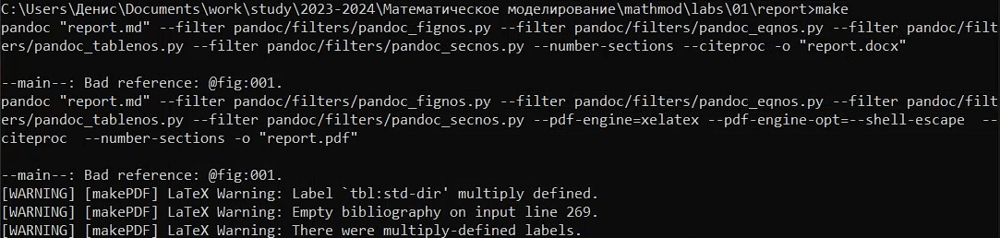 C:\Users\Денис\Documents\work\study\2023-2024\Математическое моделирование\mathmod\labs\01\report>make
pandoc "report.md" --filter pandoc/filters/pandoc_fignos.py --filter pandoc/filters/pandoc_eqnos.py --filter pandoc/filt
ers/pandoc_tablenos.py --filter pandoc/filters/pandoc_secnos.py --number-sections --citeproc -o "report.docx"
--main--: Bad reference: @fig:001.
pandoc "report.md" --filter pandoc/filters/pandoc_fignos.py --filter pandoc/filters/pandoc_eqnos.py --filter pandoc/filt
ers/pandoc_tablenos.py --filter pandoc/filters/pandoc_secnos.py --pdf-engine=xelatex --pdf-engine-opt=--shell-escape  --
citeproc  --number-sections -o "report.pdf"
--main--: Bad reference: @fig:001.
[WARNING] [makePDF] LaTeX Warning: Label `tbl:std-dir' multiply defined.
[WARNING] [makePDF] LaTeX Warning: Empty bibliography on input line 269.
[WARNING] [makePDF] LaTeX Warning: There were multiply-defined labels.